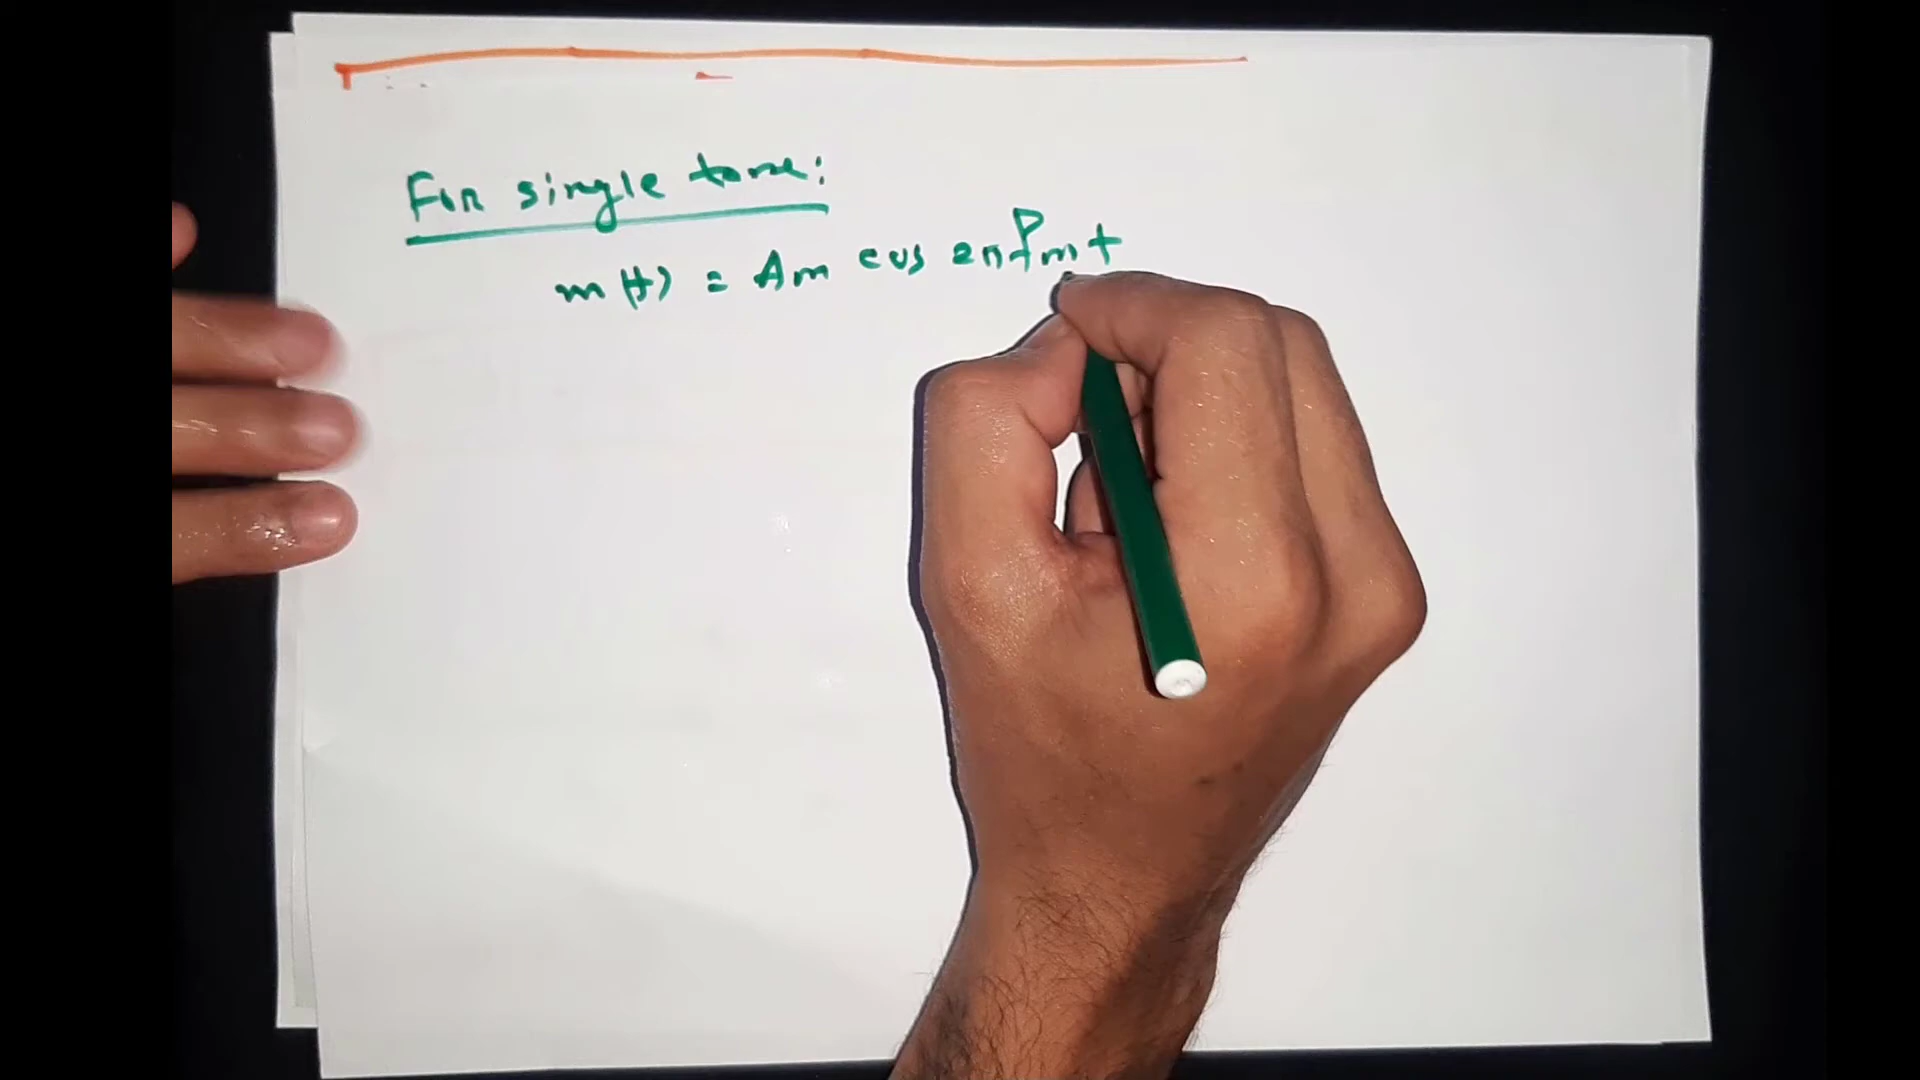 For single tone:
m(t) = Am cos 2πfmt